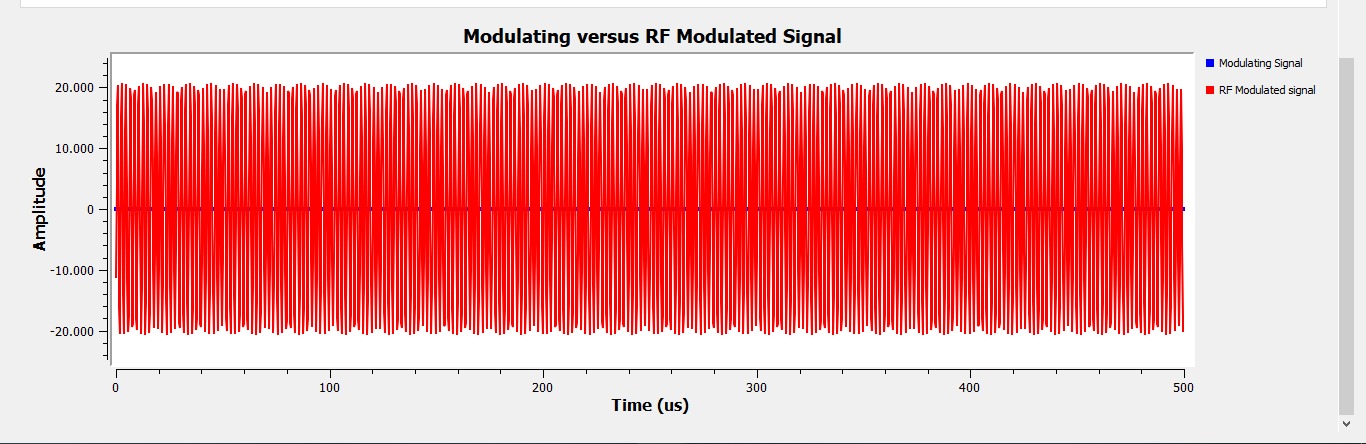 Modulating versus RF Modulated Signal
Modulating Signal
RF Modulated signal
20.000
10.000
0
-10.000
-20.000
Amplitude
0 100 200 300 400 500
Time (us)